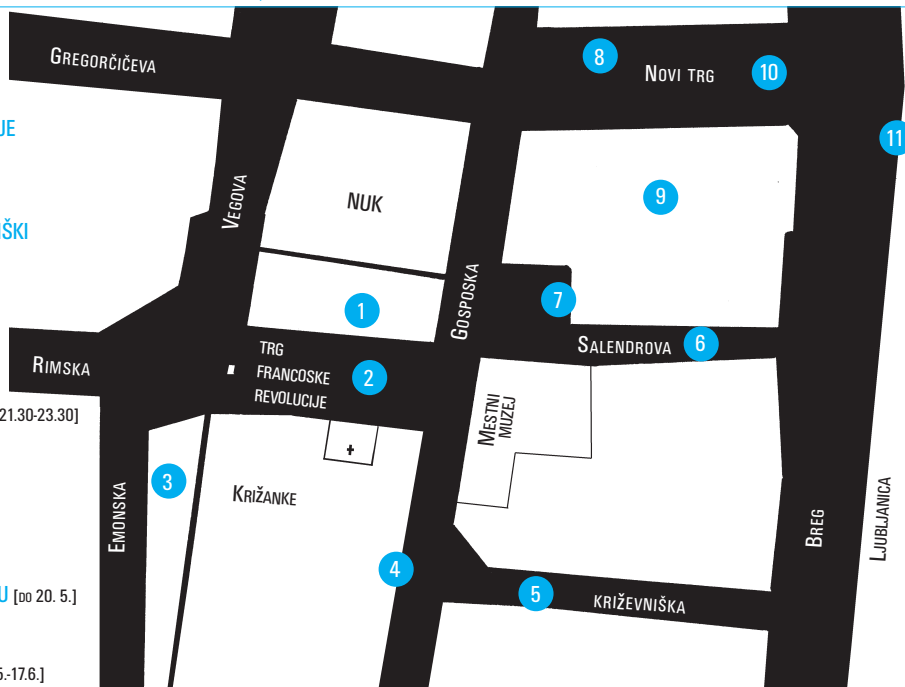 GREGORČIČEVA
8
NOVI TRG
10
JE
11
VEGOVA
NUK
9
IŠKI
GOSPOSKA
7
1
SALENDROVA
6
RIMSKA
TRG
FRANCOSKE
REVOLUCIJE
2
21.30-23.30]
MESTNI
MUZEJ
3
KRIŽANKE
EMONSKA
BREG
LJUBLJANICA
4
5
KRIŽEVNIŠKA
U [DO 20. 5.]
5.-17.6.]